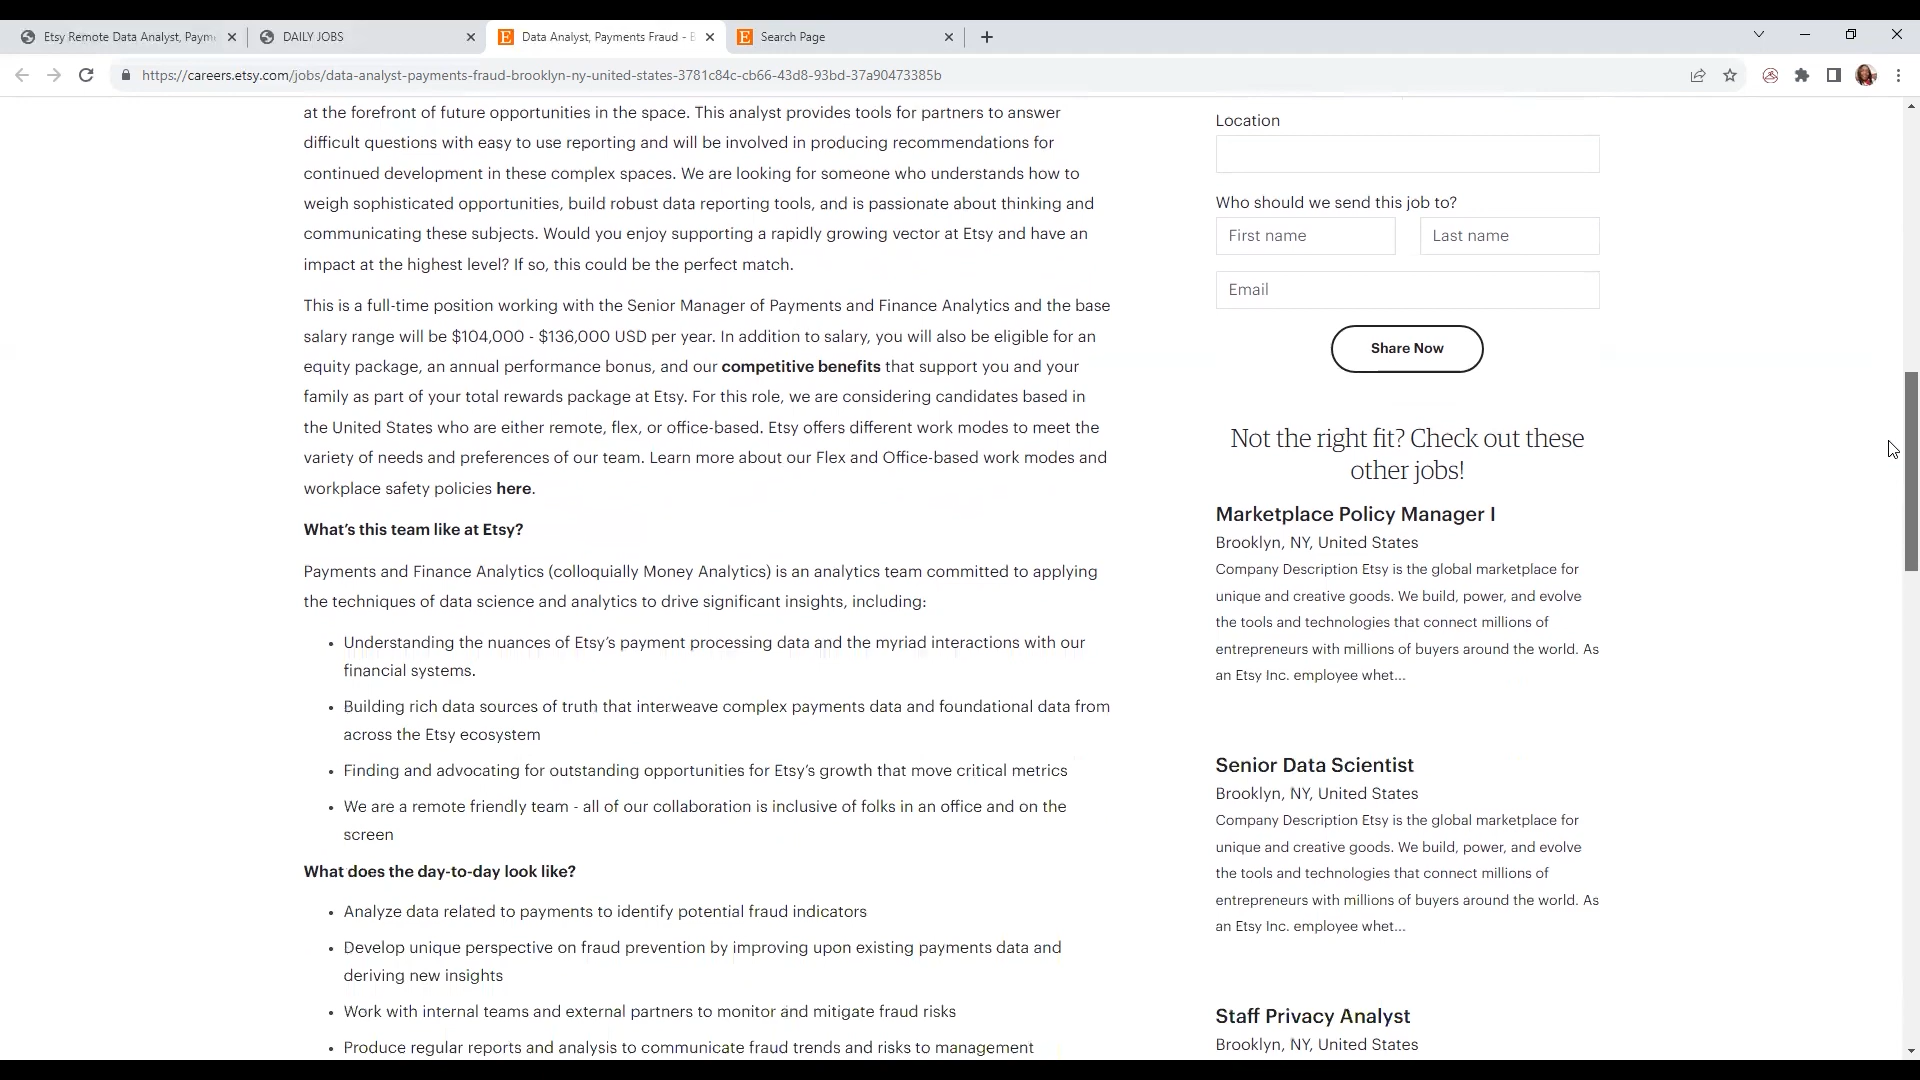 Etsy Remote Data Analyst, Paym
DAILY JOBS
Data Analyst, Payments Fraud - B
Search Page
https://careers.etsy.com/jobs/data-analyst-payments-fraud-brooklyn-ny-united-states-3781c84c-cb66-43d8-93bd-37a90473385b
at the forefront of future opportunities in the space. This analyst provides tools for partners to answer
difficult questions with easy to use reporting and will be involved in producing recommendations for
continued development in these complex spaces. We are looking for someone who understands how to
weigh sophisticated opportunities, build robust data reporting tools, and is passionate about thinking and
communicating these subjects. Would you enjoy supporting a rapidly growing vector at Etsy and have an
impact at the highest level? If so, this could be the perfect match.
This is a full-time position working with the Senior Manager of Payments and Finance Analytics and the base
salary range will be $104,000 - $136,000 USD per year. In addition to salary, you will also be eligible for an
equity package, an annual performance bonus, and our competitive benefits that support you and your
family as part of your total rewards package at Etsy. For this role, we are considering candidates based in
the United States who are either remote, flex, or office-based. Etsy offers different work modes to meet the
variety of needs and preferences of our team. Learn more about our Flex and Office-based work modes and
workplace safety policies here.
What's this team like at Etsy?
Payments and Finance Analytics (colloquially Money Analytics) is an analytics team committed to applying
the techniques of data science and analytics to drive significant insights, including:
• Understanding the nuances of Etsy's payment processing data and the myriad interactions with our
financial systems.
• Building rich data sources of truth that interweave complex payments data and foundational data from
across the Etsy ecosystem
• Finding and advocating for outstanding opportunities for Etsy's growth that move critical metrics
• We are a remote friendly team - all of our collaboration is inclusive of folks in an office and on the
screen
What does the day-to-day look like?
• Analyze data related to payments to identify potential fraud indicators
• Develop unique perspective on fraud prevention by improving upon existing payments data and
deriving new insights
• Work with internal teams and external partners to monitor and mitigate fraud risks
• Produce regular reports and analysis to communicate fraud trends and risks to management
Location
Who should we send this job to?
First name
Last name
Email
Share Now
Not the right fit? Check out these
other jobs!
Marketplace Policy Manager I
Brooklyn, NY, United States
Company Description Etsy is the global marketplace for
unique and creative goods. We build, power, and evolve
the tools and technologies that connect millions of
entrepreneurs with millions of buyers around the world. As
an Etsy Inc. employee whet...
Senior Data Scientist
Brooklyn, NY, United States
Company Description Etsy is the global marketplace for
unique and creative goods. We build, power, and evolve
the tools and technologies that connect millions of
entrepreneurs with millions of buyers around the world. As
an Etsy Inc. employee whet...
Staff Privacy Analyst
Brooklyn, NY, United States